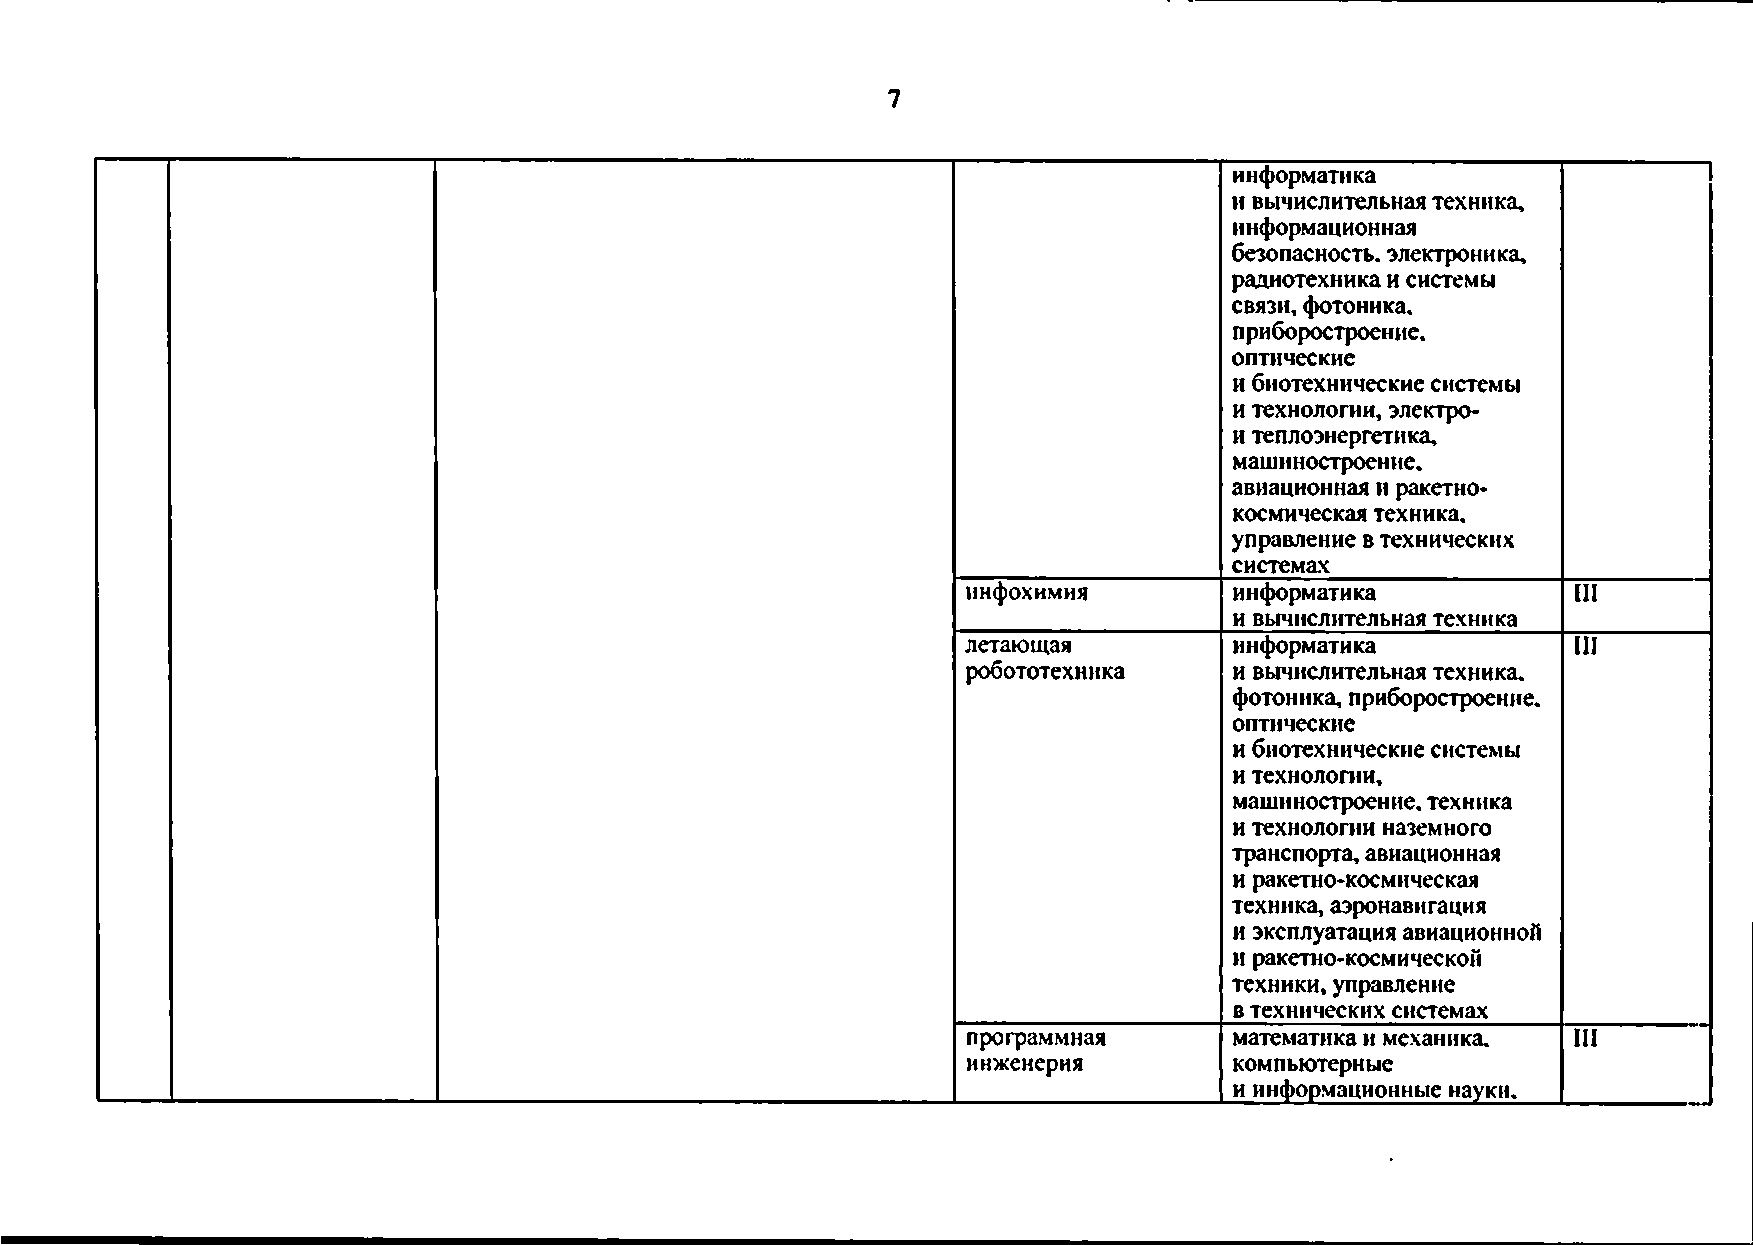 7
информатика
и вычислительная техника,
информационная
безопасность. электроника,
радиотехника и системы
связи, фотоника.
приборостроение.
оптические
и биотехнические системы
и технологии, электро-
и теплоэнергетика,
машиностроение.
авиационная и ракетно-
космическая техника.
управление в технических
системах
инфохимия
информатика
и вычислительная техника
III
летающая
робототехника
информатика
и вычислительная техника.
фотоника, приборостроение.
оптические
и биотехнические системы
и технологии,
машиностроение. техника
и технологии наземного
транспорта, авиационная
и ракетно-космическая
техника, аэронавигация
и эксплуатация авиационной
и ракетно-космической
техники, управление
в технических системах
III
программная
инженерия
математика и механика.
компьютерные
и информационные науки.
III